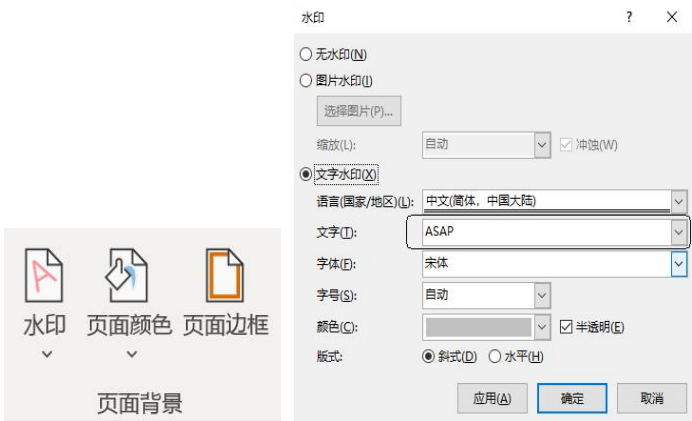 水印 页面颜色 页面边框
页面背景
水印 ? ×
无水印(N)
图片水印(I)
选择图片(P)...
缩放(L): 自动 冲蚀(W)
文字水印(X)
语言(国家/地区)(L): 中文(简体，中国大陆)
文字(T): ASAP
字体(F): 宋体
字号(S): 自动
颜色(C): 半透明(E)
版式: 斜式(D) 水平(H)
应用(A) 确定 取消